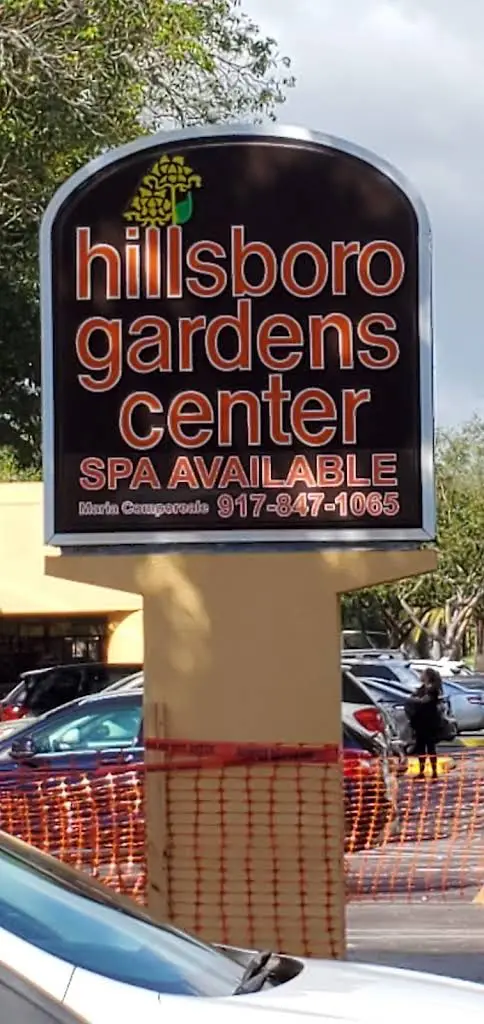 hillsboro
gardens
center
SPA AVAILABLE
Maria Comporeale 917-847-1065